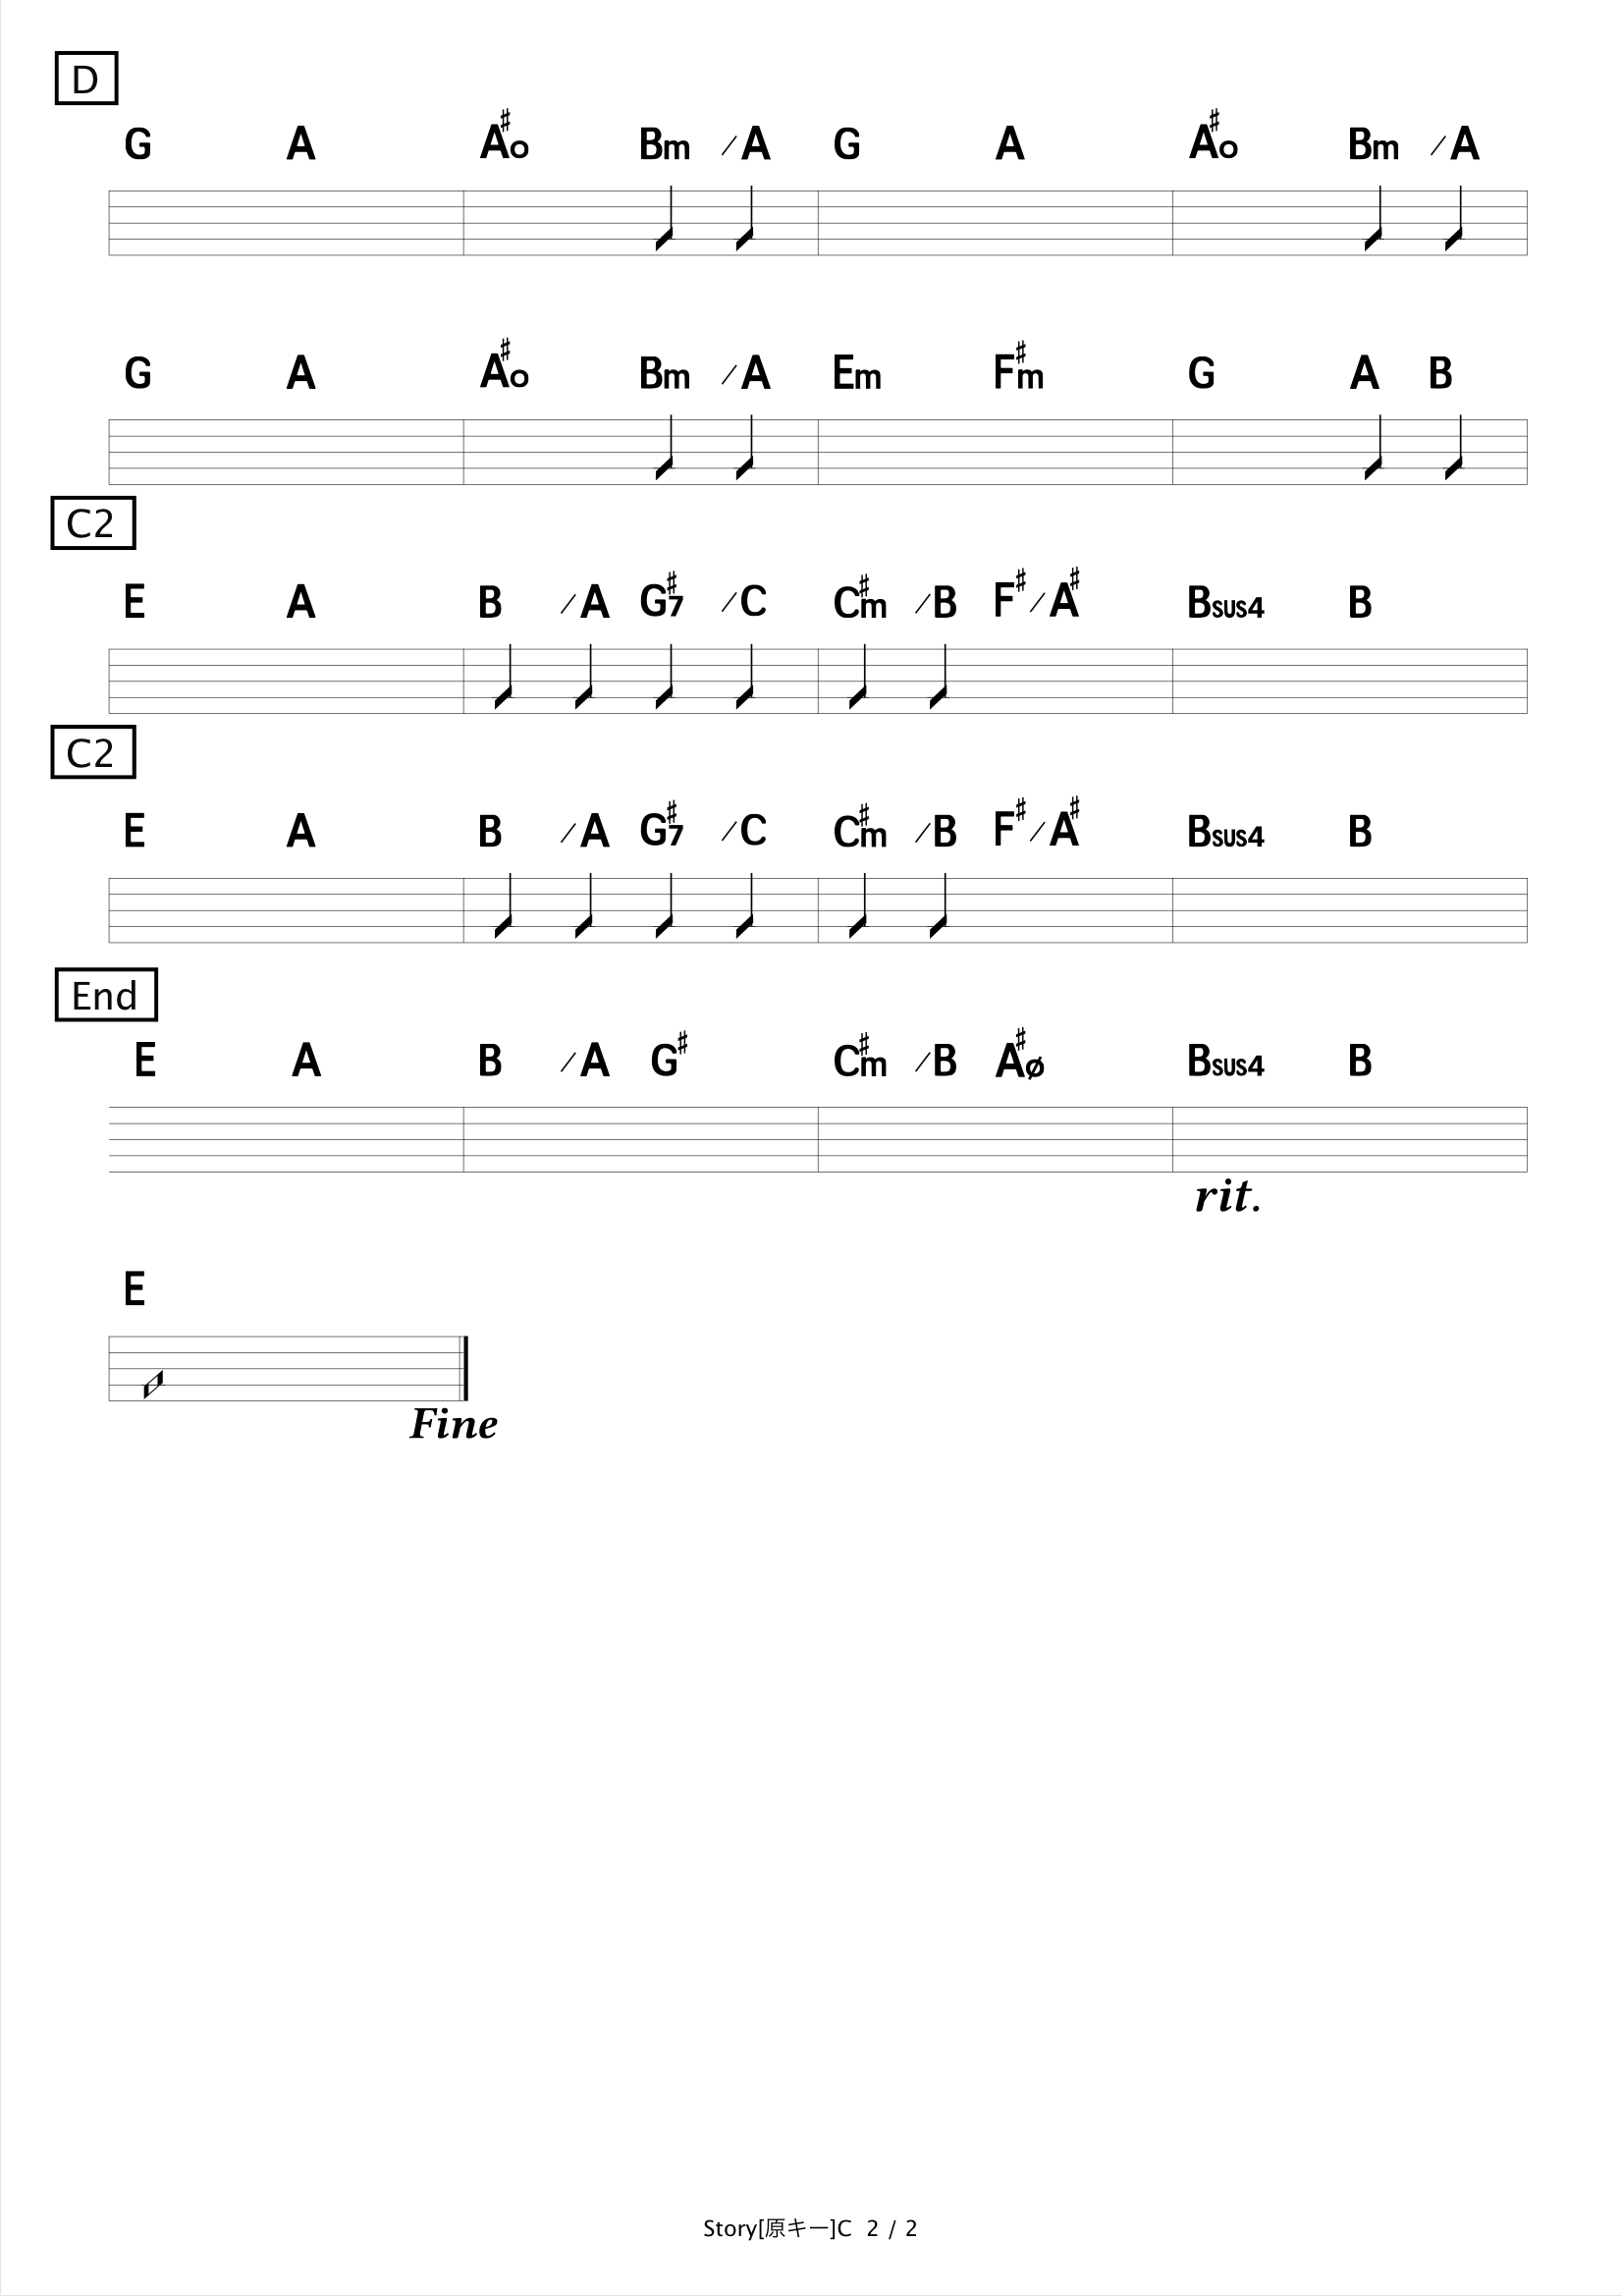 D
G A A♯o Bm /A G A A♯o Bm /A
G A A♯o Bm /A Em F♯m G A B
C2
E A B /A G♯7 /C C♯m /B F♯/A♯ Bsus4 B
C2
E A B /A G♯7 /C C♯m /B F♯/A♯ Bsus4 B
End
E A B /A G♯ C♯m /B A♯ø Bsus4 B
rit.
E
Fine
Story[原キー]C 2 / 2